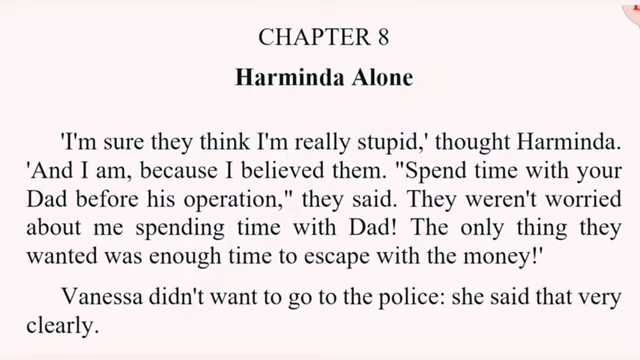 CHAPTER 8
Harminda Alone
'I'm sure they think I'm really stupid,' thought Harminda.
'And I am, because I believed them. "Spend time with your
Dad before his operation," they said. They weren't worried
about me spending time with Dad! The only thing they
wanted was enough time to escape with the money!'
Vanessa didn't want to go to the police: she said that very
clearly.